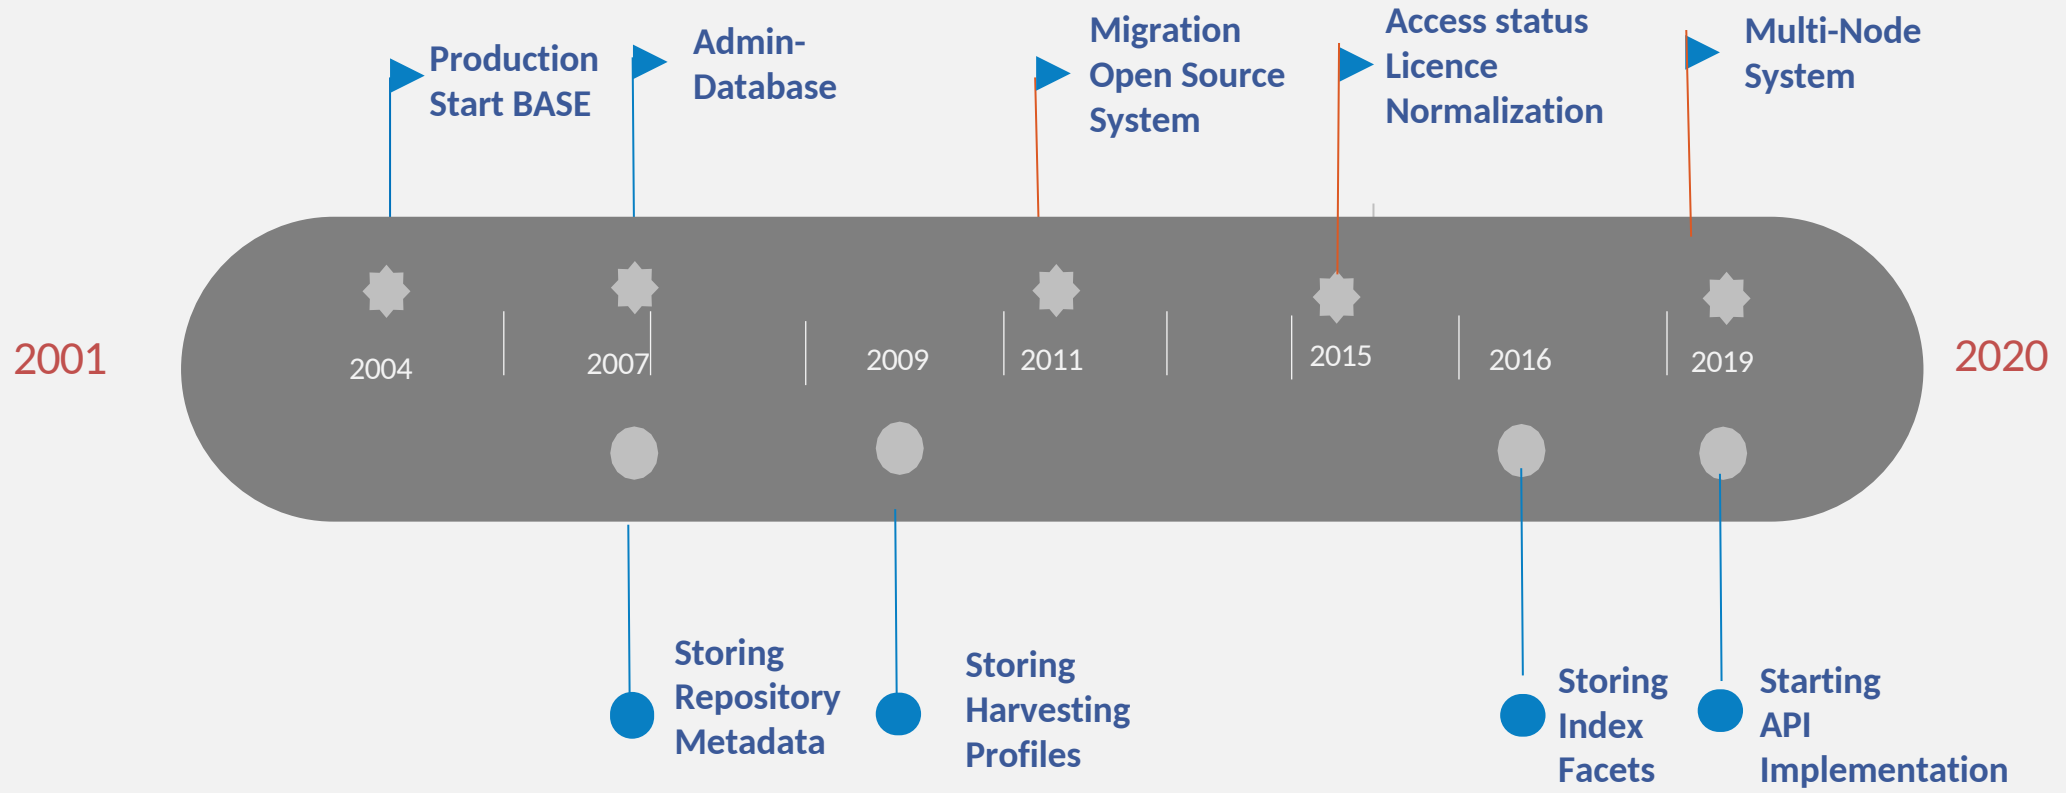 Production
Start BASE
Admin-
Database
Migration
Open Source
System
Access status
Licence
Normalization
Multi-Node
System
2001
2004
2007
2009
2011
2015
2016
2019
2020
Storing
Repository
Metadata
Storing
Harvesting
Profiles
Storing
Index
Facets
Starting
API
Implementation